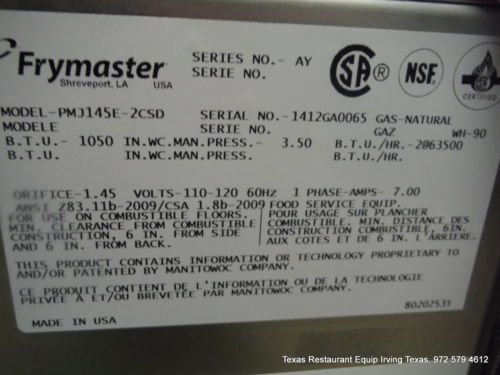 Frymaster
Shreveport, LA USA
SERIES NO.- AY
SERIE NO.
SA ®
NSF.
CERTIFIED
MODEL-PMJ145E-2CSD SERIAL NO.-1412GA0065 GAS-NATURAL
MODELE SERIE NO.- GAZ WH-90
B.T.U.- 1050 IN.WC.MAN.PRESS.- 3.50 B.T.U./HR.-2@63500
B.T.U. IN.WC.MAN.PRESS. B.T.U./HR.
ORIFICE-1.45 VOLTS-110-120 60Hz 1 PHASE-AMPS- 7.00
ANSI Z83.11b-2009/CSA 1.8b-2009 FOOD SERVICE EQUIP.
FOR USE ON COMBUSTIBLE FLOORS.
MIN. CLEARANCE FROM COMBUSTIBLE
CONSTRUCTION, 6 IN. FROM SIDE
AND 6 IN. FROM BACK.
POUR USAGE SUR PLANCHER
COMBUSTIBLE. MIN. DISTANCE DES
CONSTRUCTION COMBUSTIBLE, 6IN.
AUX COTES ET DE 6 IN. L'ARRIERE.
THIS PRODUCT CONTAINS INFORMATION OR TECHNOLOGY PROPRIETARY TO
AND/OR PATENTED BY MANITOWOC COMPANY.
CE PRODUIT CONTIENT DE L'INFORMATION OU DE LA TECHNOLOGIE
PRIVÉE À ET/OU BREVETÉE PAR MANITOWOC COMPANY.
8020253T
MADE IN USA
Texas Restaurant Equip Irving Texas, 972 579 4612